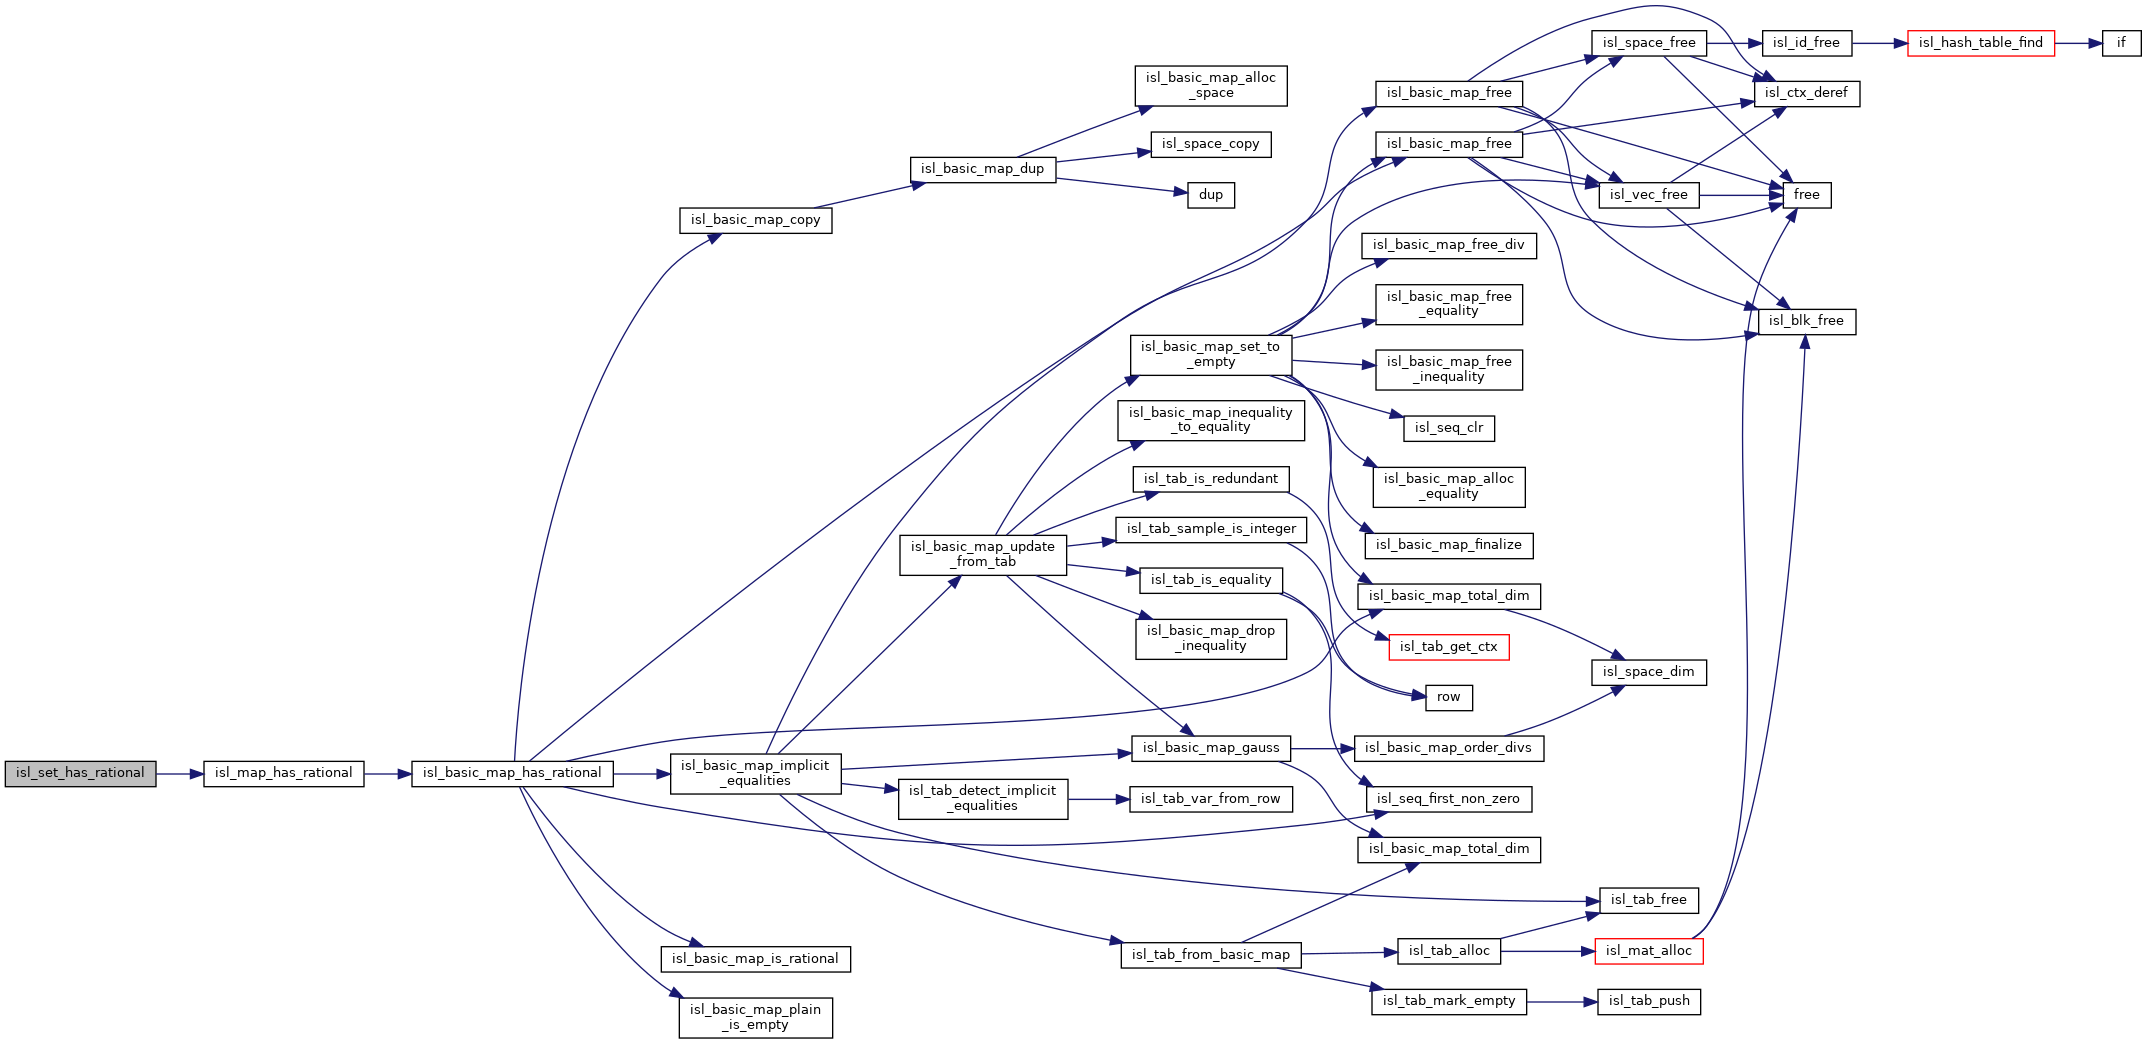 isl_set_has_rational
isl_map_has_rational
isl_basic_map_has_rational
isl_basic_map_copy
isl_basic_map_implicit
_equalities
isl_basic_map_is_rational
isl_basic_map_plain
_is_empty
isl_basic_map_dup
isl_basic_map_update
_from_tab
isl_tab_detect_implicit
_equalities
isl_basic_map_alloc
_space
isl_space_copy
dup
isl_basic_map_set_to
_empty
isl_basic_map_inequality
_to_equality
isl_tab_is_redundant
isl_tab_sample_is_integer
isl_tab_is_equality
isl_basic_map_drop
_inequality
isl_basic_map_gauss
isl_tab_var_from_row
isl_tab_from_basic_map
isl_basic_map_free
isl_basic_map_free
isl_basic_map_free_div
isl_basic_map_free
_equality
isl_basic_map_free
_inequality
isl_seq_clr
isl_basic_map_alloc
_equality
isl_basic_map_finalize
isl_basic_map_total_dim
isl_tab_get_ctx
row
isl_basic_map_order_divs
isl_seq_first_non_zero
isl_basic_map_total_dim
isl_tab_alloc
isl_tab_mark_empty
isl_space_free
isl_vec_free
isl_space_dim
isl_tab_free
isl_mat_alloc
isl_tab_push
isl_id_free
isl_ctx_deref
free
isl_blk_free
isl_hash_table_find
if